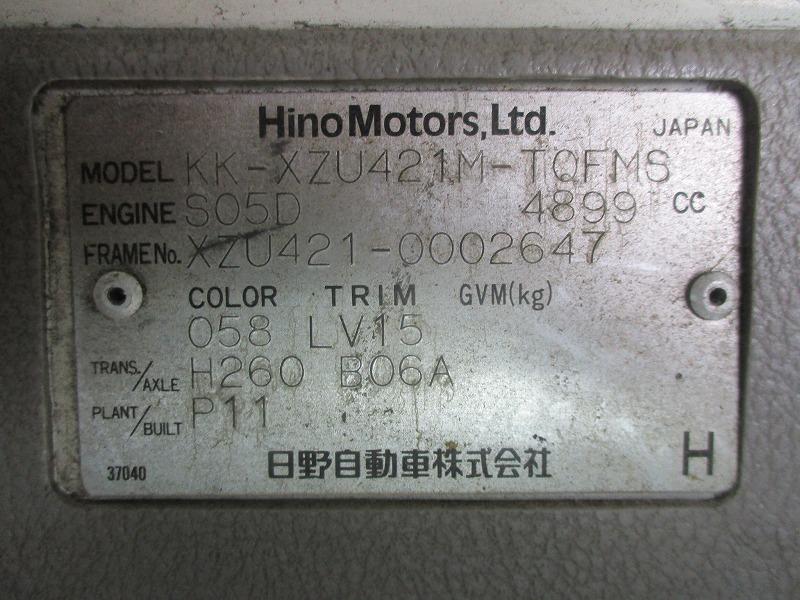 Hino Motors, Ltd. JAPAN
MODEL KK-XZU421M-TQFMS
ENGINE S05D 4899 CC
FRAME No. XZU421-0002647
COLOR TRIM GVM(kg)
058 LV15
TRANS./AXLE H260 B06A
PLANT/BUILT P11
37040 日野自動車株式会社 H